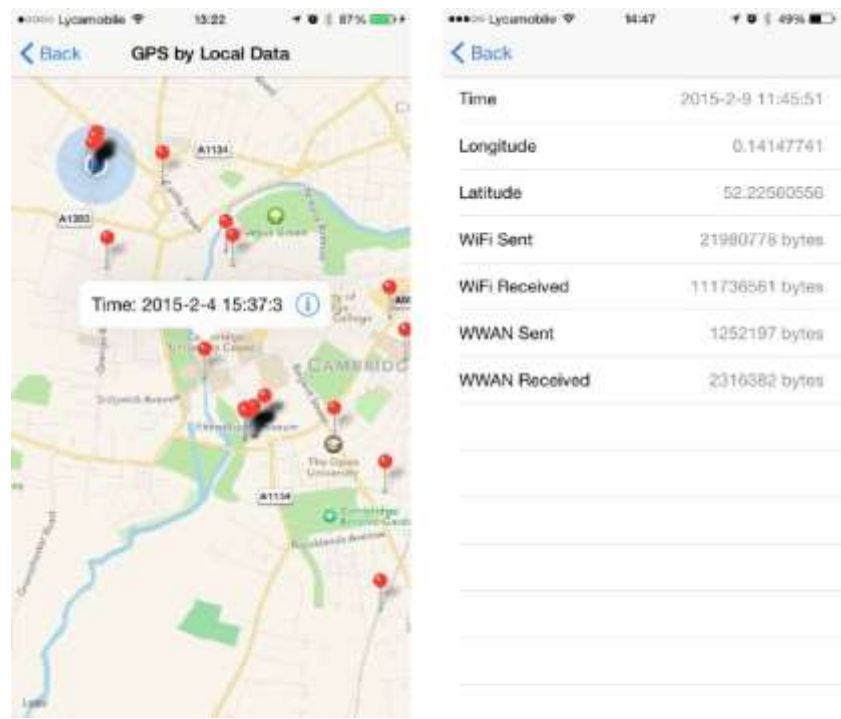 Lycamobile 13:22 87%
Back GPS by Local Data
A1134
A1303
Time: 2015-2-4 15:37:3
College
CAMBRIDG
The Open
University
A1134
Lycamobile 14:47 49%
Back
Time 2015-2-9 11:45:51
Longitude 0.14147741
Latitude 52.22560556
WiFi Sent 21980778 bytes
WiFi Received 111736561 bytes
WWAN Sent 1252197 bytes
WWAN Received 2316382 bytes